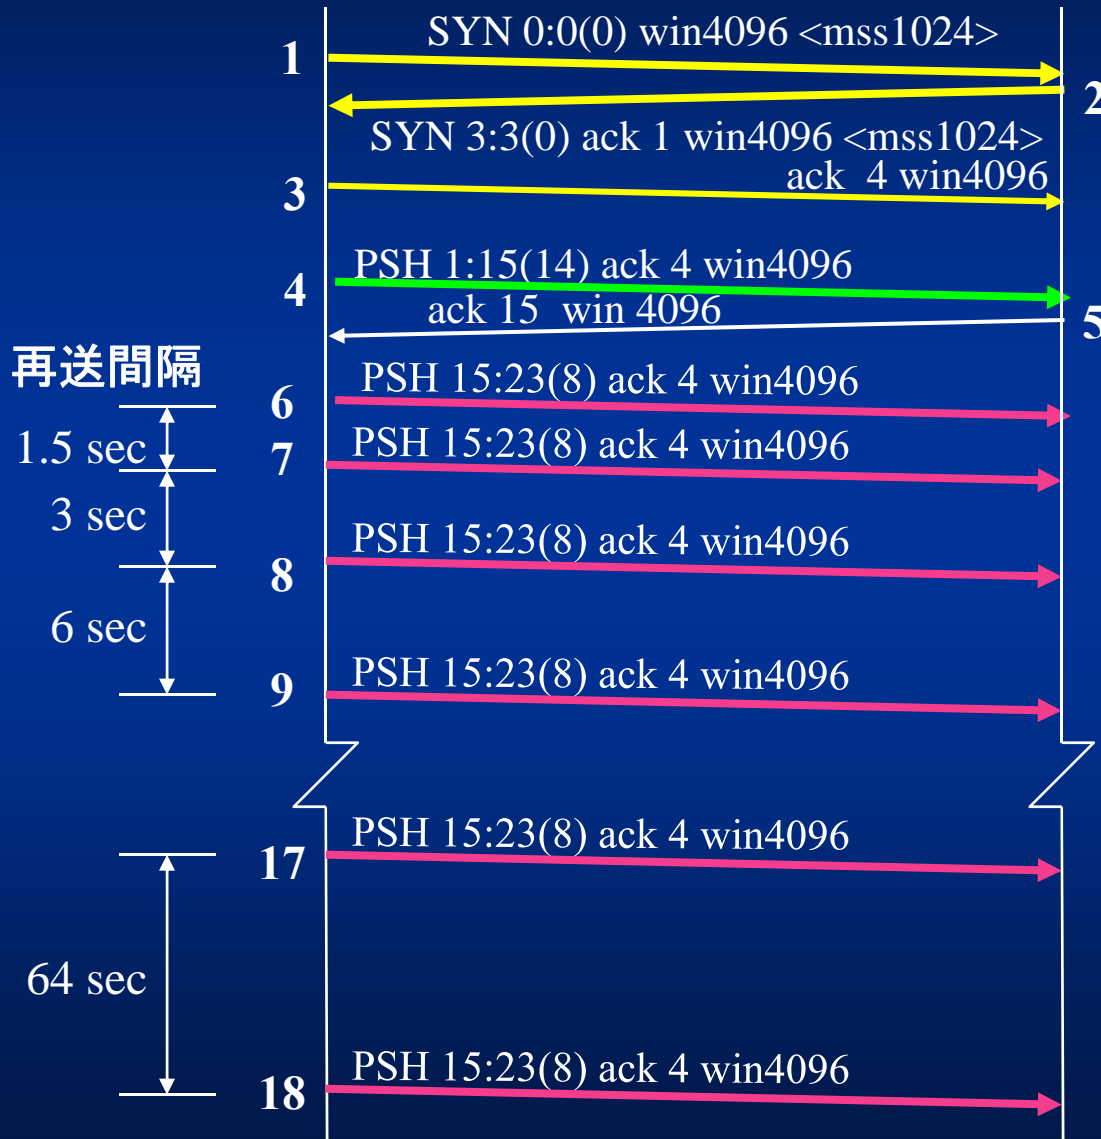 SYN 0:0(0) win4096 <mss1024>
1
2
SYN 3:3(0) ack 1 win4096 <mss1024>
ack 4 win4096
3
PSH 1:15(14) ack 4 win4096
4
ack 15 win 4096
5
再送間隔
PSH 15:23(8) ack 4 win4096
6
1.5 sec
PSH 15:23(8) ack 4 win4096
7
3 sec
PSH 15:23(8) ack 4 win4096
8
6 sec
PSH 15:23(8) ack 4 win4096
9
PSH 15:23(8) ack 4 win4096
17
64 sec
PSH 15:23(8) ack 4 win4096
18